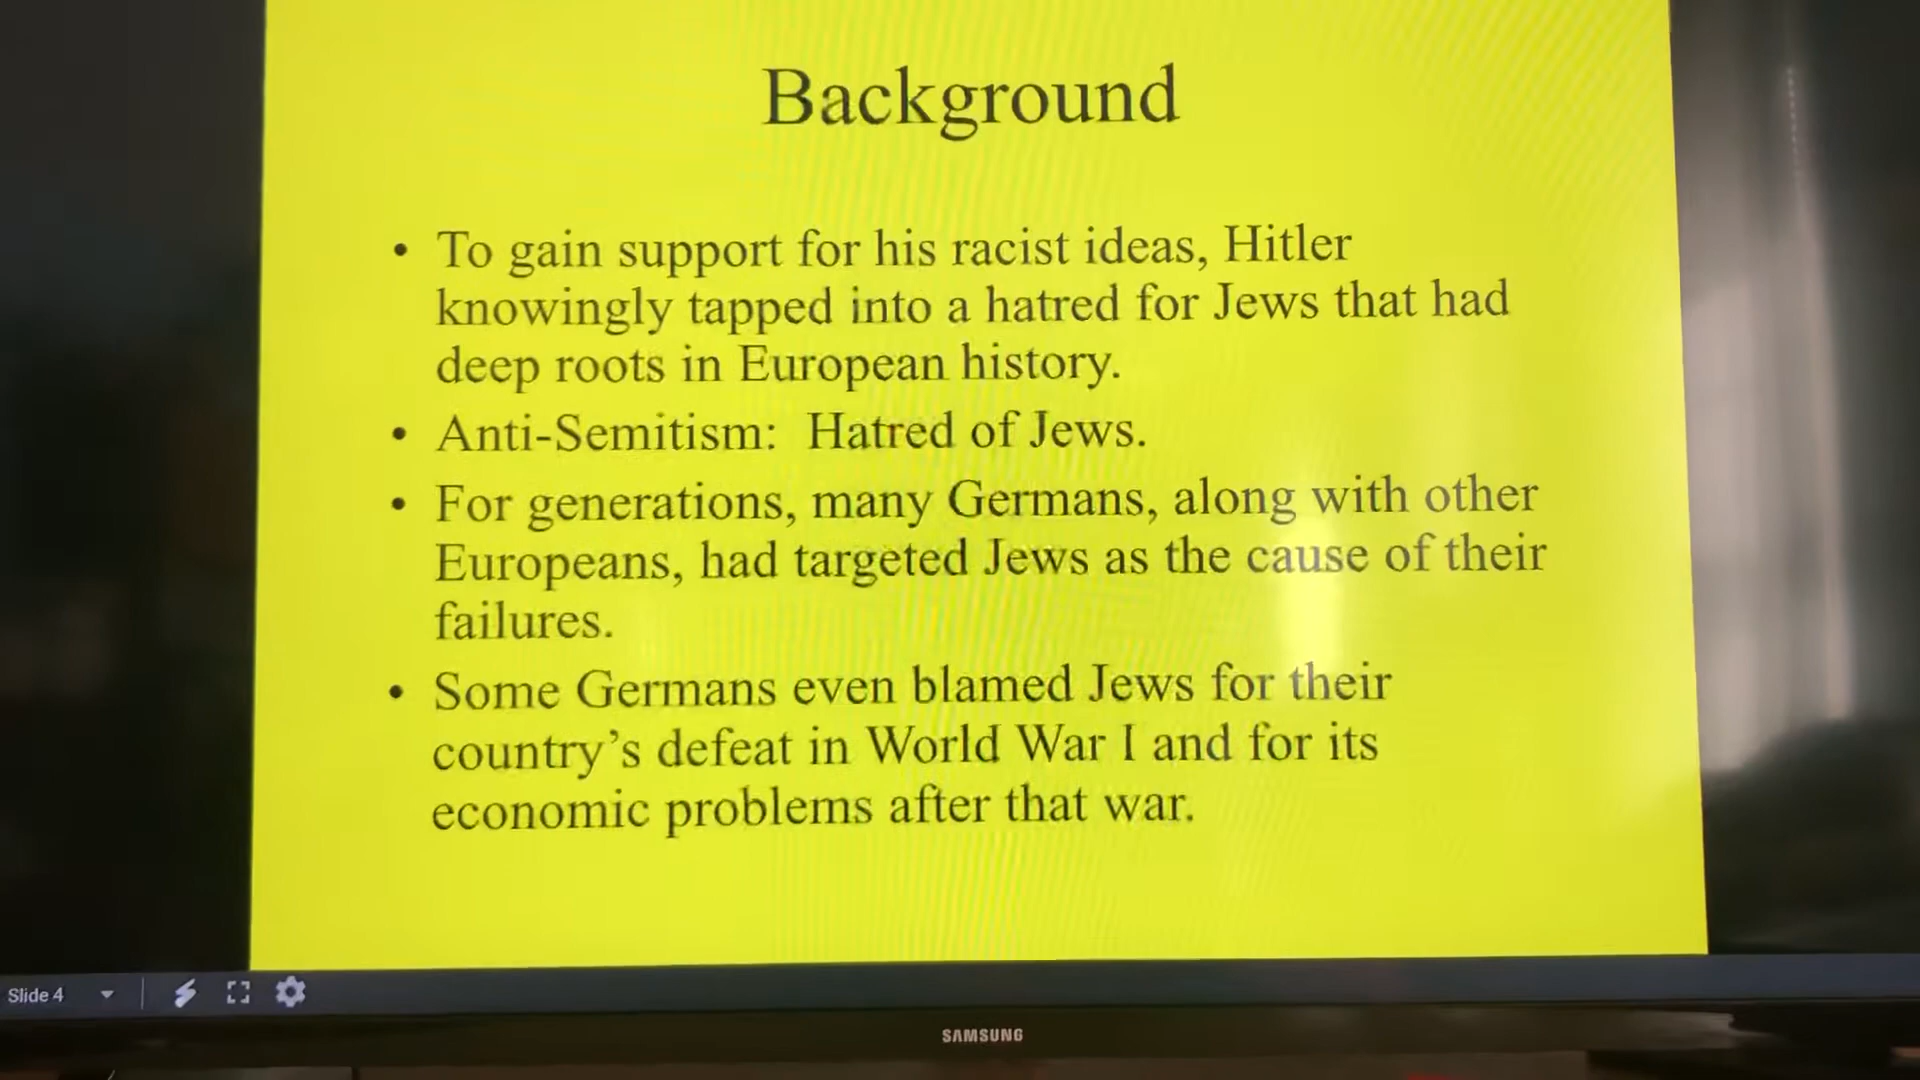 Background
• To gain support for his racist ideas, Hitler
knowingly tapped into a hatred for Jews that had
deep roots in European history.
• Anti-Semitism:  Hatred of Jews.
• For generations, many Germans, along with other
Europeans, had targeted Jews as the cause of their
failures.
• Some Germans even blamed Jews for their
country’s defeat in World War I and for its
economic problems after that war.
Slide 4
SAMSUNG